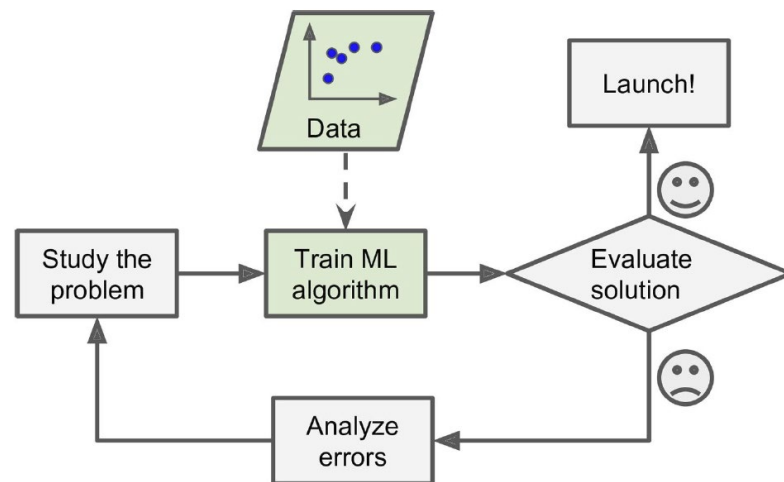 Data
Launch!
Study the
problem
Train ML
algorithm
Evaluate
solution
Analyze
errors